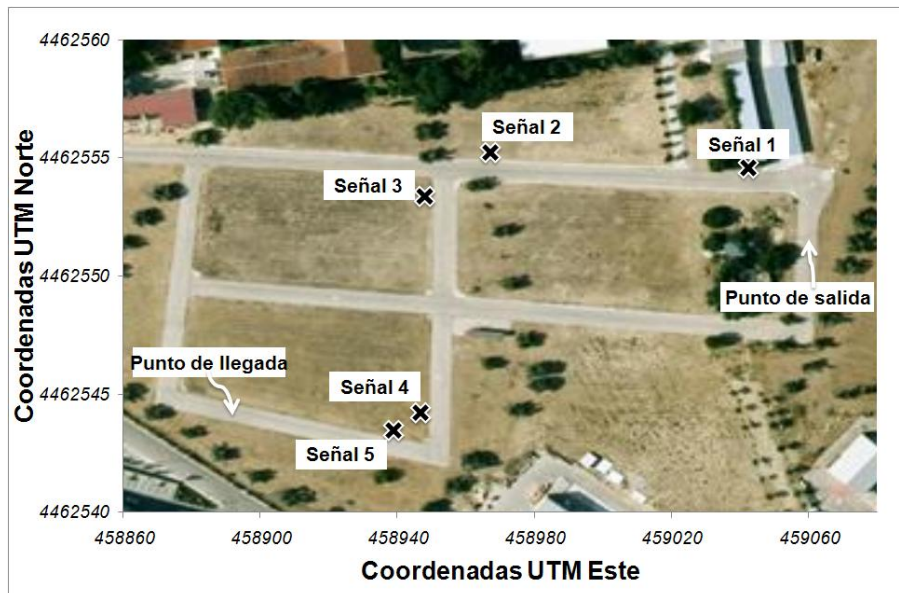 4462560
4462555
4462550
4462545
4462540
Coordenadas UTM Norte
Señal 2
Señal 1
Señal 3
Punto de salida
Punto de llegada
Señal 4
Señal 5
458860 458900 458940 458980 459020 459060
Coordenadas UTM Este